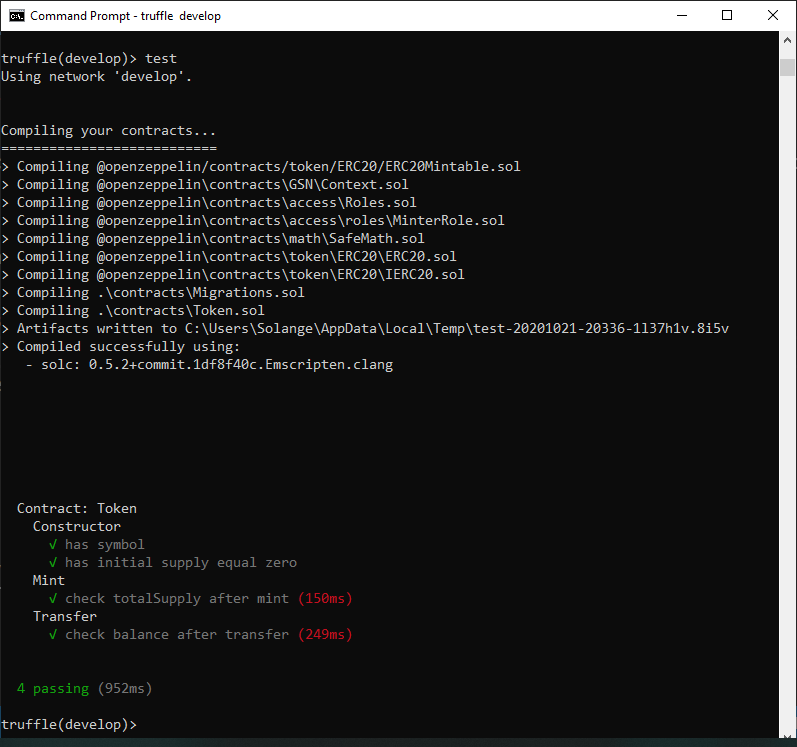 Command Prompt - truffle develop
truffle(develop)> test
Using network 'develop'.
Compiling your contracts...
===========================
> Compiling @openzeppelin/contracts/token/ERC20/ERC20Mintable.sol
> Compiling @openzeppelin\contracts\GSN\Context.sol
> Compiling @openzeppelin\contracts\access\Roles.sol
> Compiling @openzeppelin\contracts\access\roles\MinterRole.sol
> Compiling @openzeppelin\contracts\math\SafeMath.sol
> Compiling @openzeppelin\contracts\token\ERC20\ERC20.sol
> Compiling @openzeppelin\contracts\token\ERC20\IERC20.sol
> Compiling .\contracts\Migrations.sol
> Compiling .\contracts\Token.sol
> Artifacts written to C:\Users\Solange\AppData\Local\Temp\test-20201021-20336-1l37h1v.8i5v
> Compiled successfully using:
   - solc: 0.5.2+commit.1df8f40c.Emscripten.clang
  Contract: Token
    Constructor
      √ has symbol
      √ has initial supply equal zero
    Mint
      √ check totalSupply after mint (150ms)
    Transfer
      √ check balance after transfer (249ms)
  4 passing (952ms)
truffle(develop)>